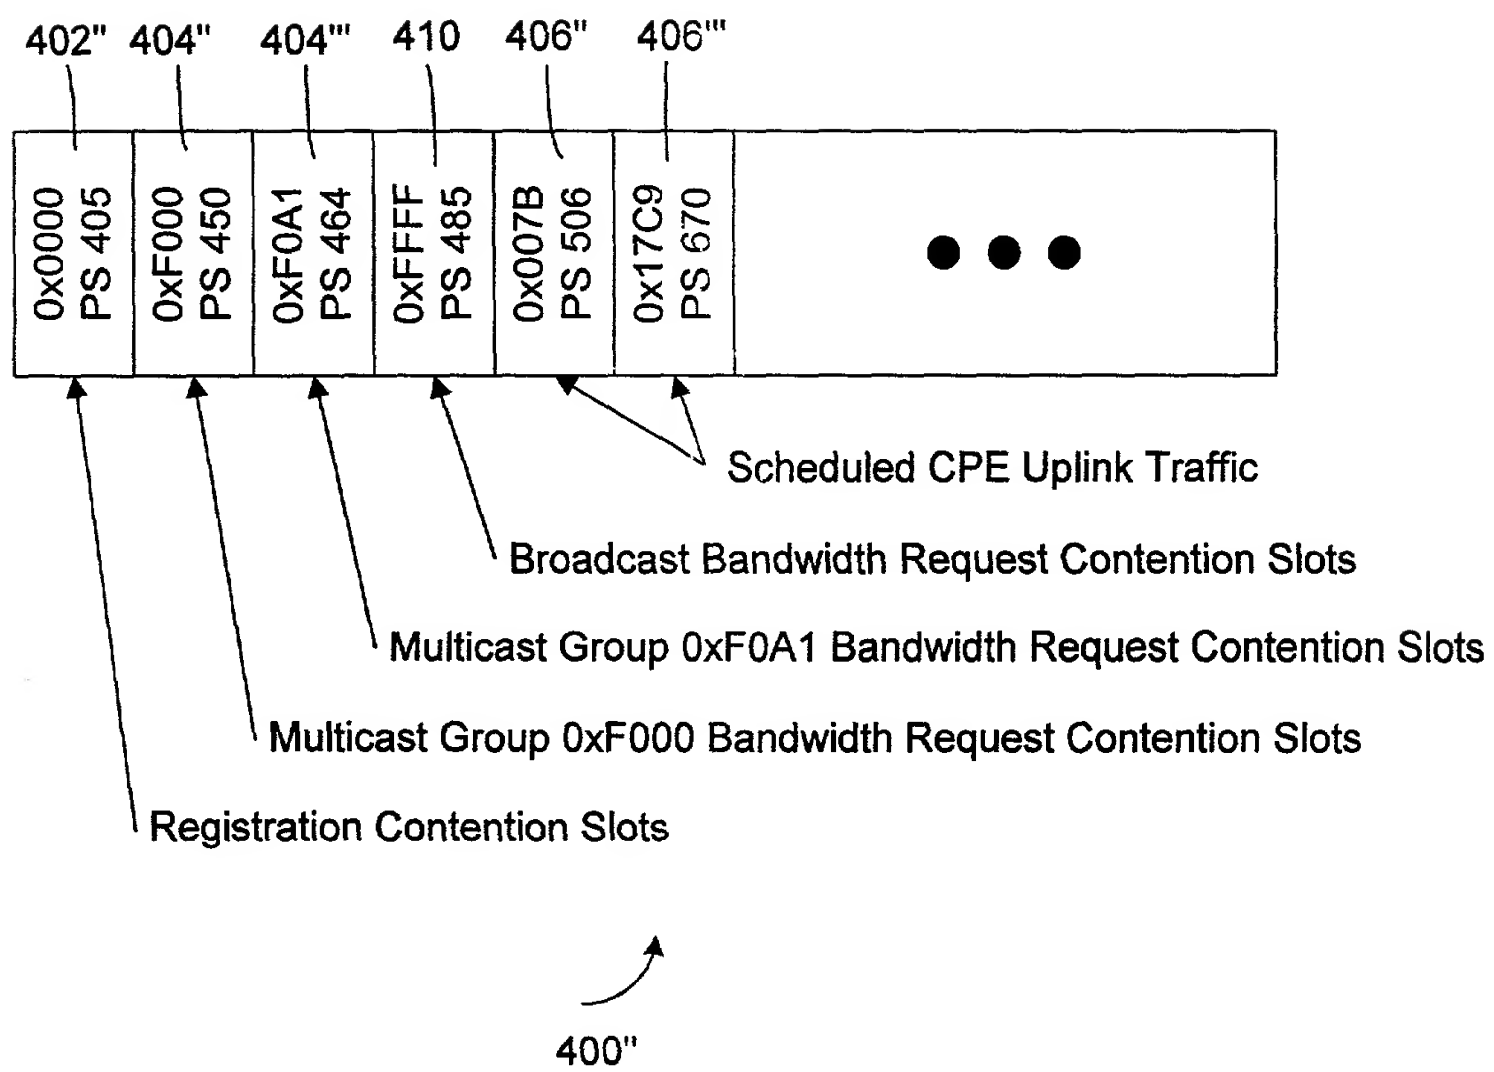 402" 404" 404"' 410 406" 406"'
0x0000
PS 405
0xF000
PS 450
0xF0A1
PS 464
0xFFFF
PS 485
0x007B
PS 506
0x17C9
PS 670
Scheduled CPE Uplink Traffic
Broadcast Bandwidth Request Contention Slots
Multicast Group 0xF0A1 Bandwidth Request Contention Slots
Multicast Group 0xF000 Bandwidth Request Contention Slots
Registration Contention Slots
400"